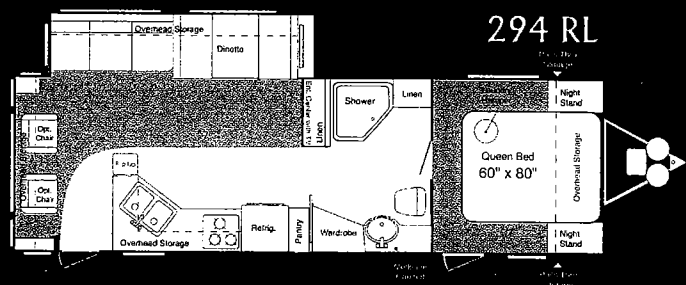 294 RL
Overhead Storage
Dinette
Shower
Linen
Night
Stand
Opt.
Chair
Queen Bed
60" x 80"
Overhead Storage
Opt.
Chair
Overhead Storage
Refrig.
Pantry
Wardrobe
Night
Stand